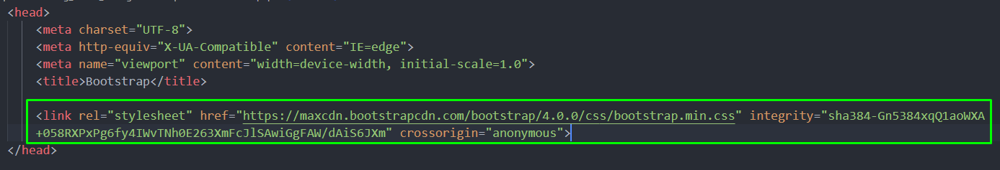 <head>
<meta charset="UTF-8">
<meta http-equiv="X-UA-Compatible" content="IE=edge">
<meta name="viewport" content="width=device-width, initial-scale=1.0">
<title>Bootstrap</title>
<link rel="stylesheet" href="https://maxcdn.bootstrapcdn.com/bootstrap/4.0.0/css/bootstrap.min.css" integrity="sha384-Gn5384xqQ1aoWXA
+058RXPxPg6fy4IWvTNh0E263XmFcJlSAwiGgFAW/dAiS6JXm" crossorigin="anonymous">
</head>